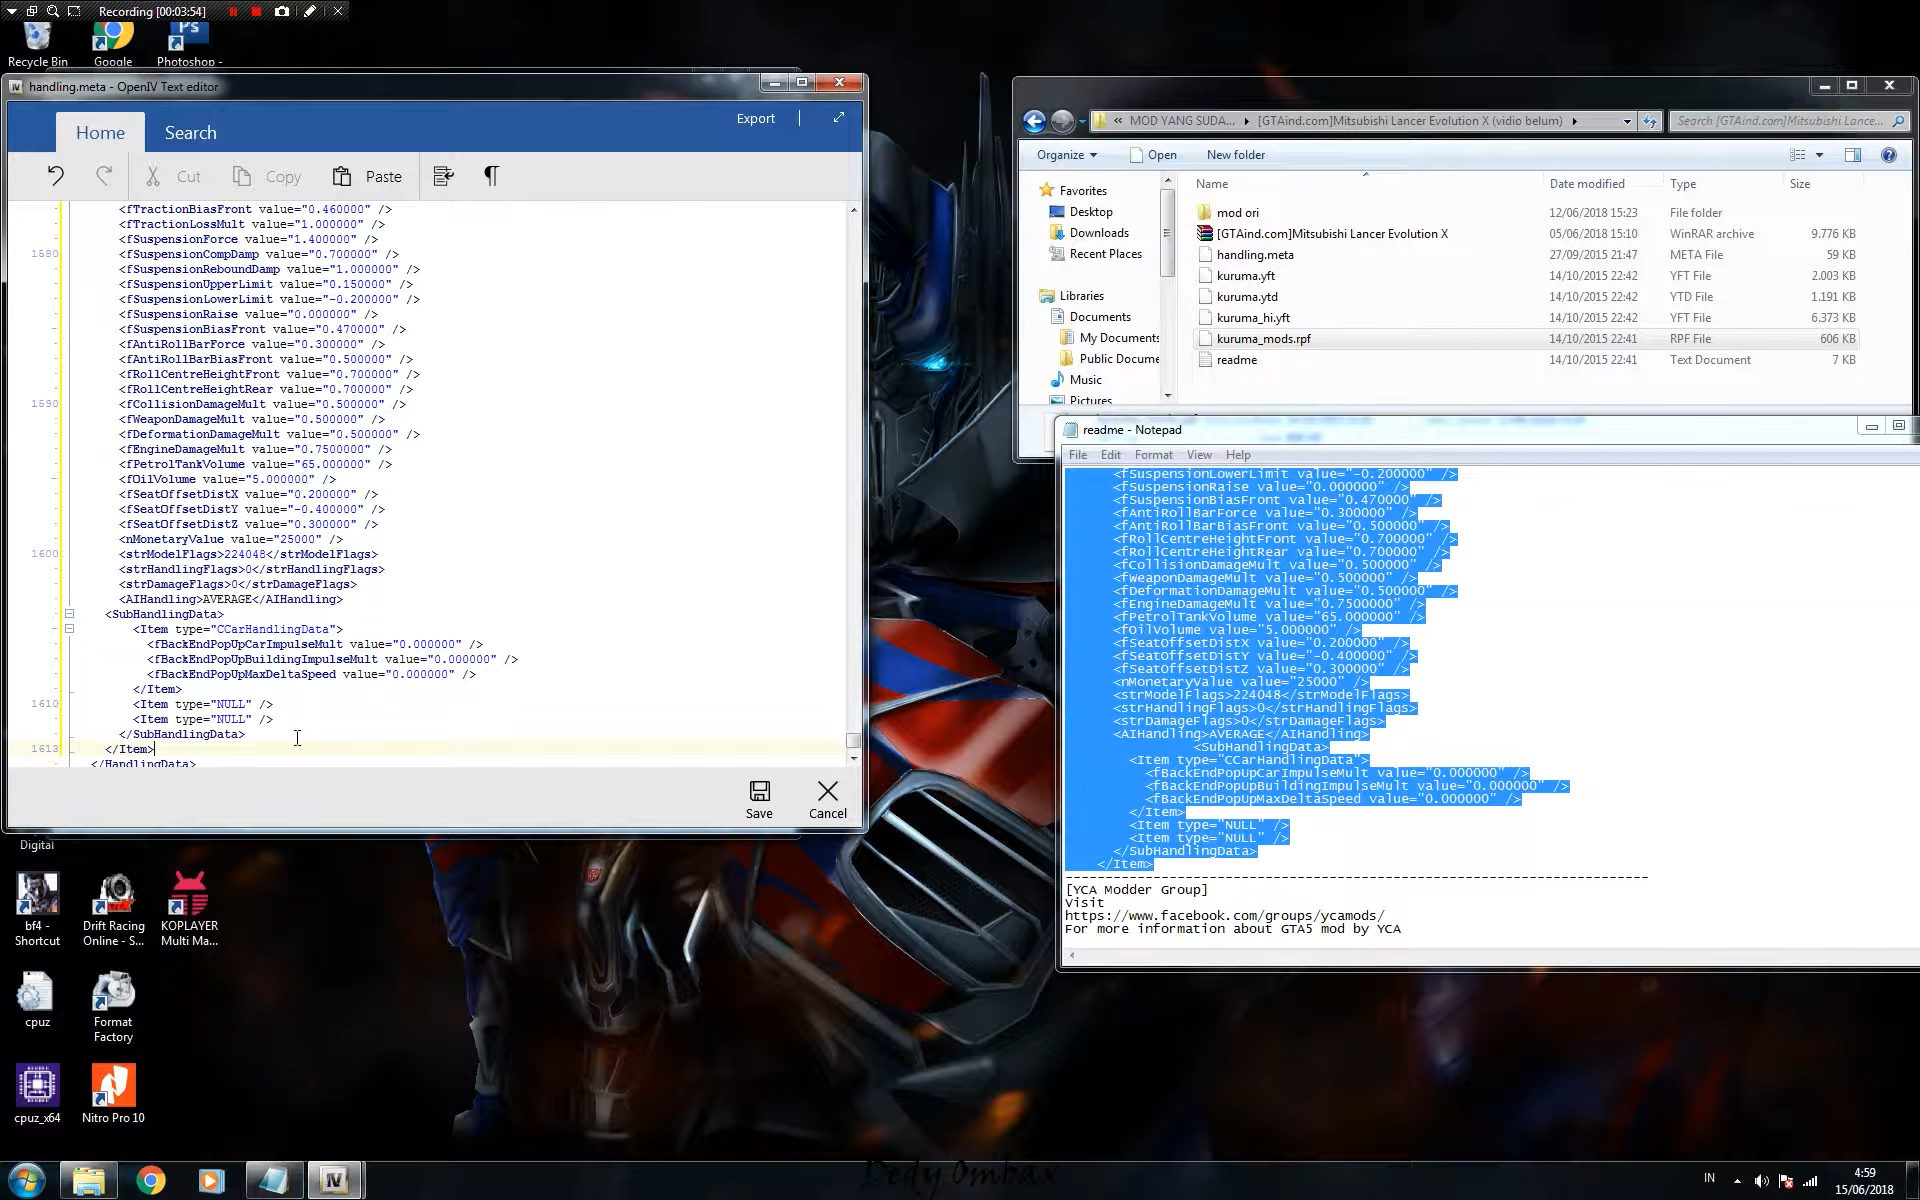 Recording [00:03:54]
Recycle Bin
Google
Photoshop -
handling.meta - OpenIV Text editor
Export
Home
Search
Cut
Copy
Paste
<fTractionBiasFront value="0.460000" />
<fTractionLossMult value="1.000000" />
<fSuspensionForce value="1.400000" />
1580 <fSuspensionCompDamp value="0.700000" />
<fSuspensionReboundDamp value="1.000000" />
<fSuspensionUpperLimit value="0.150000" />
<fSuspensionLowerLimit value="-0.200000" />
<fSuspensionRaise value="0.000000" />
<fSuspensionBiasFront value="0.470000" />
<fAntiRollBarForce value="0.300000" />
<fAntiRollBarBiasFront value="0.500000" />
<fRollCentreHeightFront value="0.700000" />
<fRollCentreHeightRear value="0.700000" />
1590 <fCollisionDamageMult value="0.500000" />
<fWeaponDamageMult value="0.500000" />
<fDeformationDamageMult value="0.500000" />
<fEngineDamageMult value="0.7500000" />
<fPetrolTankVolume value="65.000000" />
<fOilVolume value="5.000000" />
<fSeatOffsetDistX value="0.200000" />
<fSeatOffsetDistY value="-0.400000" />
<fSeatOffsetDistZ value="0.300000" />
<nMonetaryValue value="25000" />
1600 <strModelFlags>224048</strModelFlags>
<strHandlingFlags>0</strHandlingFlags>
<strDamageFlags>0</strDamageFlags>
<AIHandling>AVERAGE</AIHandling>
<SubHandlingData>
<Item type="CCarHandlingData">
<fBackEndPopUpCarImpulseMult value="0.000000" />
<fBackEndPopUpBuildingImpulseMult value="0.000000" />
<fBackEndPopUpMaxDeltaSpeed value="0.000000" />
</Item>
1610 <Item type="NULL" />
<Item type="NULL" />
</SubHandlingData>
1613 </Item>
</HandlingData>
Save
Cancel
Digital
bf4 - Shortcut
Drift Racing Online - S...
KOPLAYER Multi Ma...
cpuz
Format Factory
cpuz_x64
Nitro Pro 10
« MOD YANG SUDA... [GTAind.com]Mitsubishi Lancer Evolution X (vidio belum)
Search [GTAind.com]Mitsubishi Lance...
Organize
Open
New folder
Favorites
Desktop
Downloads
Recent Places
Libraries
Documents
My Documents
Public Docume
Music
Pictures
Name Date modified Type Size
mod ori 12/06/2018 15:23 File folder
[GTAind.com]Mitsubishi Lancer Evolution X 05/06/2018 15:10 WinRAR archive 9.776 KB
handling.meta 27/09/2015 21:47 META File 59 KB
kuruma.yft 14/10/2015 22:42 YFT File 2.003 KB
kuruma.ytd 14/10/2015 22:42 YTD File 1.191 KB
kuruma_hi.yft 14/10/2015 22:42 YFT File 6.373 KB
kuruma_mods.rpf 14/10/2015 22:41 RPF File 606 KB
readme 14/10/2015 22:41 Text Document 7 KB
readme - Notepad
File Edit Format View Help
<fSuspensionLowerLimit value="-0.200000" />
<fSuspensionRaise value="0.000000" />
<fSuspensionBiasFront value="0.470000" />
<fAntiRollBarForce value="0.300000" />
<fAntiRollBarBiasFront value="0.500000" />
<fRollCentreHeightFront value="0.700000" />
<fRollCentreHeightRear value="0.700000" />
<fCollisionDamageMult value="0.500000" />
<fWeaponDamageMult value="0.500000" />
<fDeformationDamageMult value="0.500000" />
<fEngineDamageMult value="0.7500000" />
<fPetrolTankVolume value="65.000000" />
<fOilVolume value="5.000000" />
<fSeatOffsetDistX value="0.200000" />
<fSeatOffsetDistY value="-0.400000" />
<fSeatOffsetDistZ value="0.300000" />
<nMonetaryValue value="25000" />
<strModelFlags>224048</strModelFlags>
<strHandlingFlags>0</strHandlingFlags>
<strDamageFlags>0</strDamageFlags>
<AIHandling>AVERAGE</AIHandling>
<SubHandlingData>
<Item type="CCarHandlingData">
<fBackEndPopUpCarImpulseMult value="0.000000" />
<fBackEndPopUpBuildingImpulseMult value="0.000000" />
<fBackEndPopUpMaxDeltaSpeed value="0.000000" />
</Item>
<Item type="NULL" />
<Item type="NULL" />
</SubHandlingData>
</Item>
[YCA Modder Group]
Visit
https://www.facebook.com/groups/ycamods/
For more information about GTA5 mod by YCA
Dedy Ombax
IN
4:59
15/06/2018